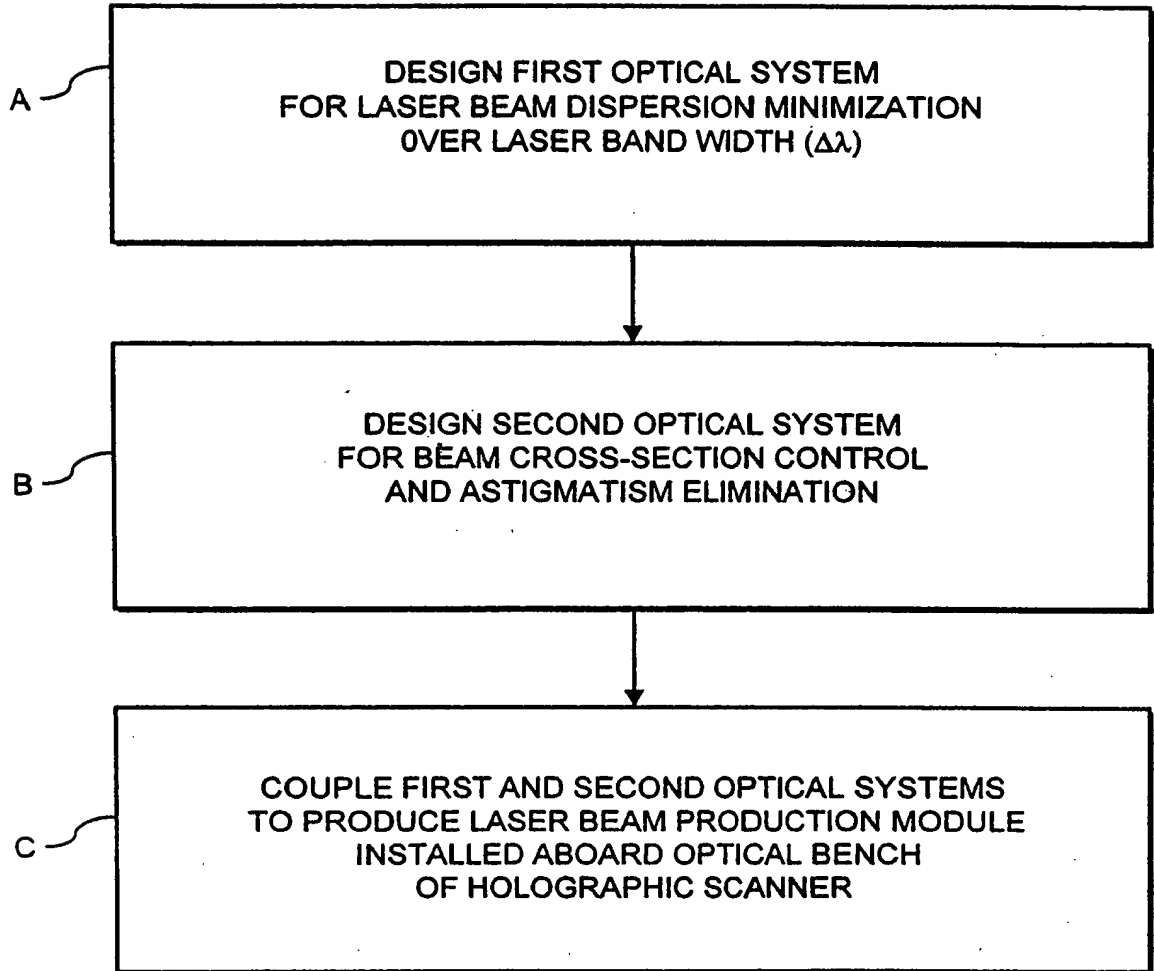 A
DESIGN FIRST OPTICAL SYSTEM
FOR LASER BEAM DISPERSION MINIMIZATION
0VER LASER BAND WIDTH (Δλ)
B
DESIGN SECOND OPTICAL SYSTEM
FOR BEAM CROSS-SECTION CONTROL
AND ASTIGMATISM ELIMINATION
C
COUPLE FIRST AND SECOND OPTICAL SYSTEMS
TO PRODUCE LASER BEAM PRODUCTION MODULE
INSTALLED ABOARD OPTICAL BENCH
OF HOLOGRAPHIC SCANNER